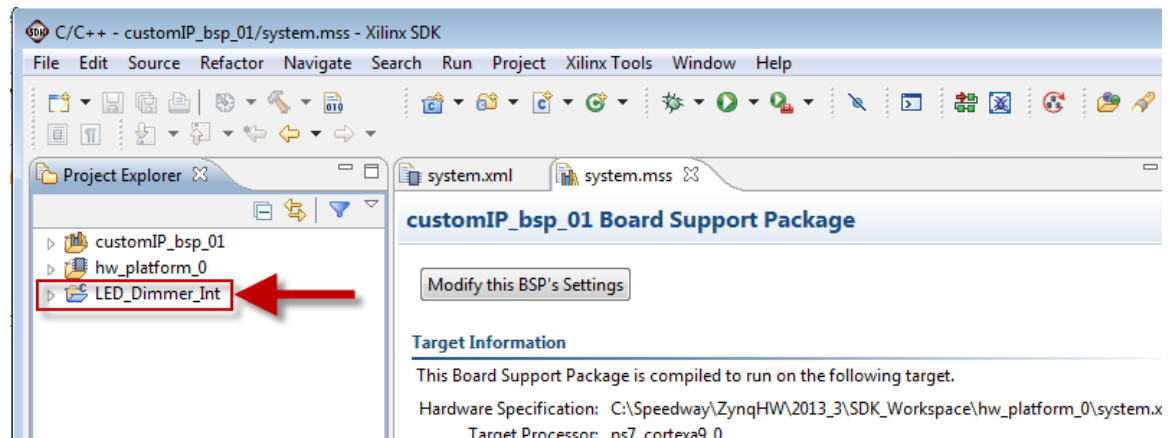 C/C++ - customIP_bsp_01/system.mss - Xilinx SDK
File Edit Source Refactor Navigate Search Run Project Xilinx Tools Window Help
Project Explorer
system.xml
system.mss
customIP_bsp_01 Board Support Package
customIP_bsp_01
hw_platform_0
LED_Dimmer_Int
Modify this BSP's Settings
Target Information
This Board Support Package is compiled to run on the following target.
Hardware Specification: C:\Speedway\ZynqHW\2013_3\SDK_Workspace\hw_platform_0\system.x
Target Processor: ps7_cortexa9_0